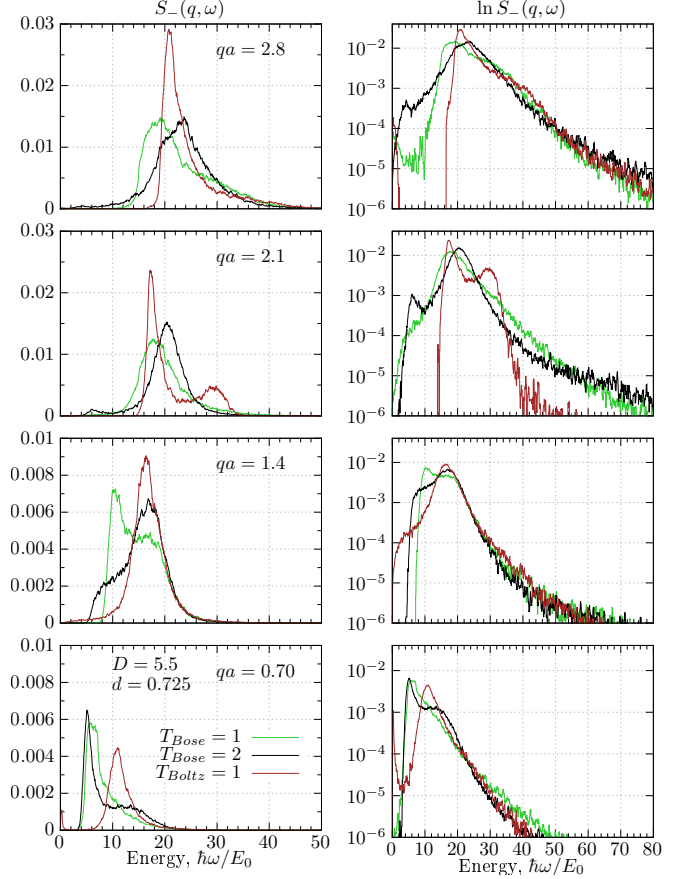 S₋(q, ω)
ln S₋(q, ω)
0.03
0.02
0.01
0
qa = 2.8
10⁻²
10⁻³
10⁻⁴
10⁻⁵
10⁻⁶
0.03
0.02
0.01
0
qa = 2.1
10⁻²
10⁻³
10⁻⁴
10⁻⁵
10⁻⁶
0.01
0.008
0.006
0.004
0.002
0
qa = 1.4
10⁻²
10⁻³
10⁻⁴
10⁻⁵
10⁻⁶
0.01
0.008
0.006
0.004
0.002
0
D = 5.5
d = 0.725
qa = 0.70
T_Bose = 1
T_Bose = 2
T_Boltz = 1
10⁻²
10⁻³
10⁻⁴
10⁻⁵
10⁻⁶
0 10 20 30 40 50
0 10 20 30 40 50 60 70 80
Energy, ħω/E₀
Energy, ħω/E₀